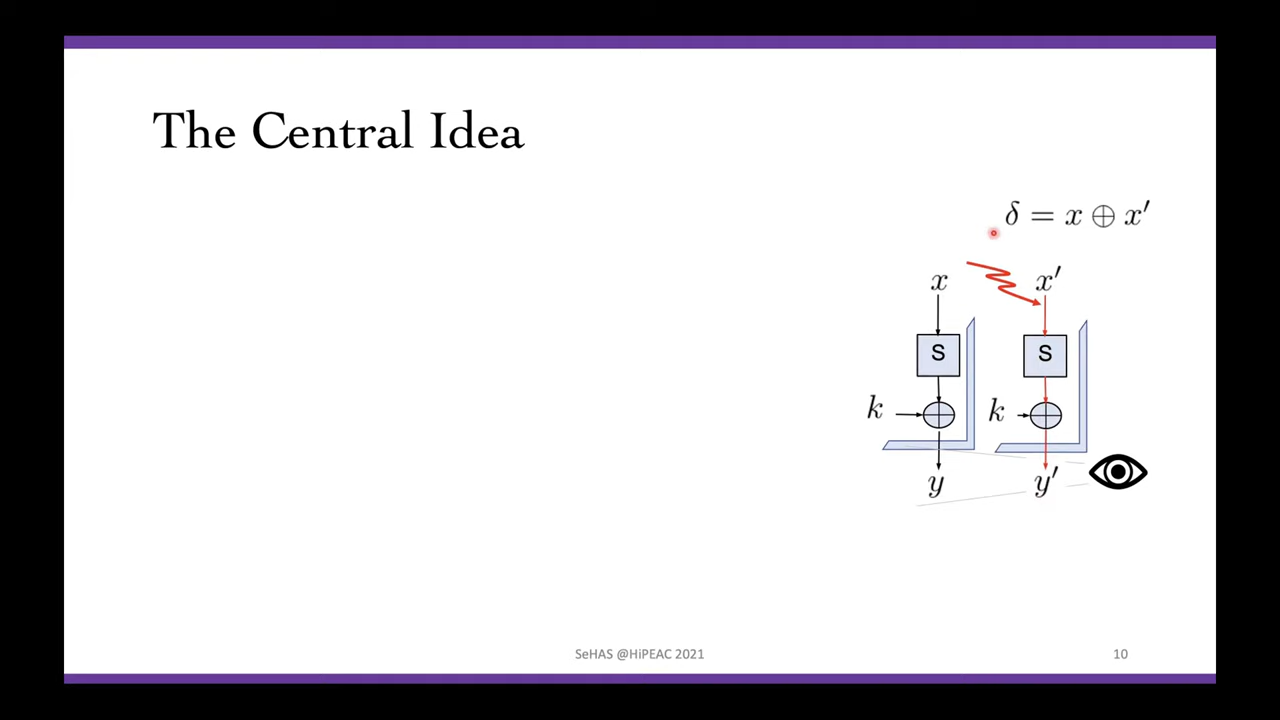 The Central Idea
δ = x ⊕ x′
x x′
S S
k k
y y′
SeHAS @HiPEAC 2021 10